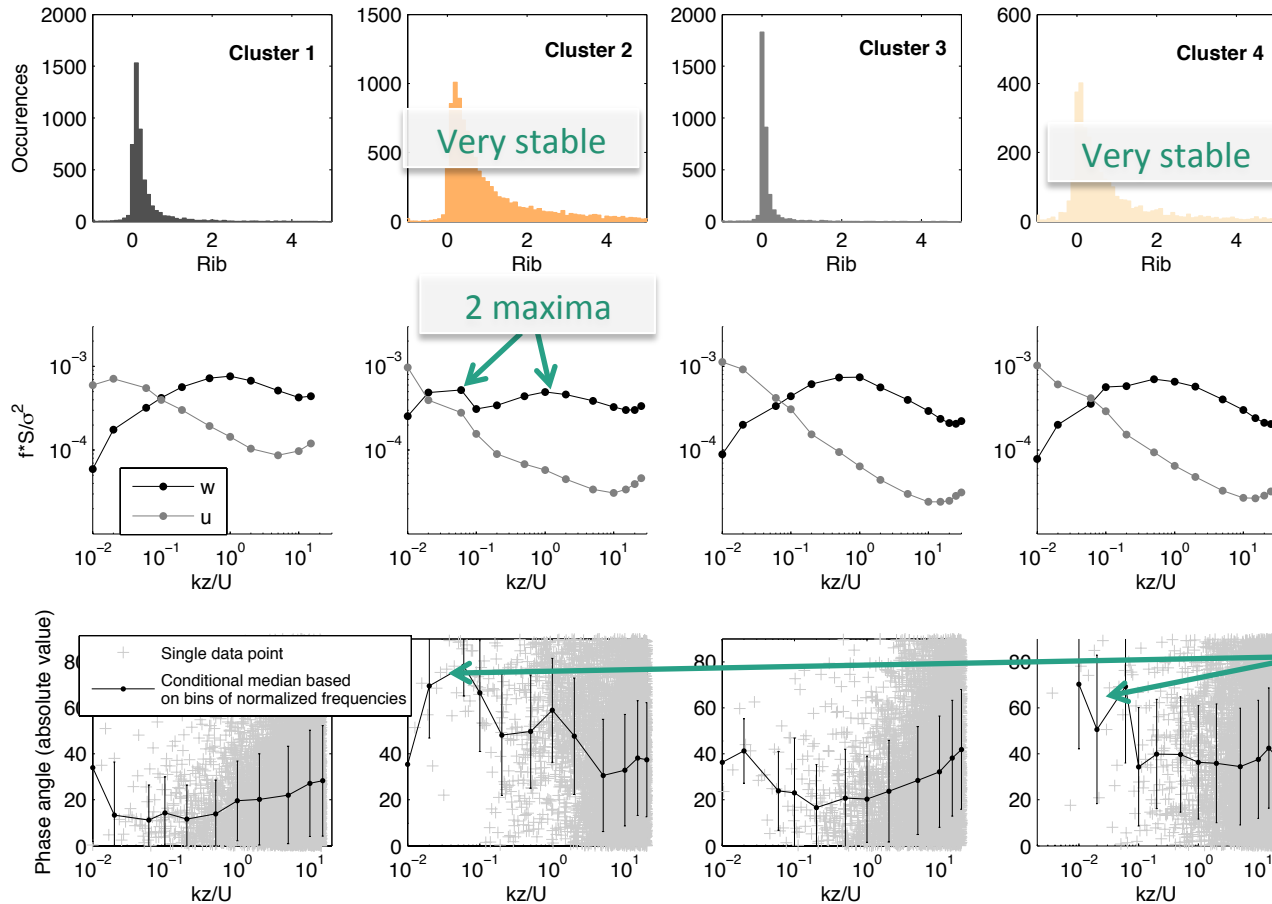 2000
1500
1000
500
0
Occurences
Cluster 1
0 2 4
Rib
1500
1000
500
0
Cluster 2
Very stable
0 2 4
Rib
2000
1500
1000
500
0
Cluster 3
0 2 4
Rib
600
400
200
0
Cluster 4
Very stable
0 2 4
Rib
2 maxima
f*S/σ^2
10^−3
10^−4
w
u
10^−2 10^−1 10^0 10^1
kz/U
10^−3
10^−4
10^−2 10^−1 10^0 10^1
kz/U
10^−3
10^−4
10^−2 10^−1 10^0 10^1
kz/U
10^−3
10^−4
10^−2 10^−1 10^0 10^1
kz/U
Phase angle (absolute value)
80
60
40
20
0
Single data point
Conditional median based
on bins of normalized frequencies
10^−2 10^−1 10^0 10^1
kz/U
60
40
20
0
10^−2 10^−1 10^0 10^1
kz/U
80
60
40
20
0
10^−2 10^−1 10^0 10^1
kz/U
80
60
40
20
0
10^−2 10^−1 10^0 10^1
kz/U